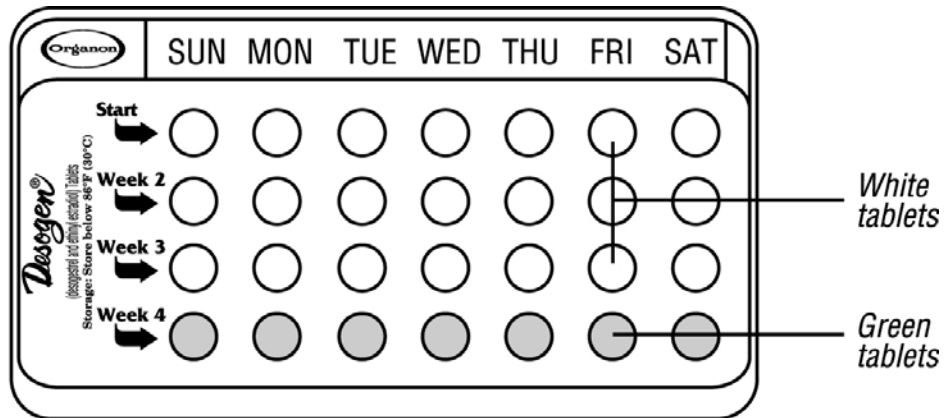 Organon
SUN MON TUE WED THU FRI SAT
Start
Week 2
Week 3
Week 4
Desogen®
(desogestrel and ethinyl estradiol) Tablets
Storage: Store below 86°F (30°C)
White
tablets
Green
tablets